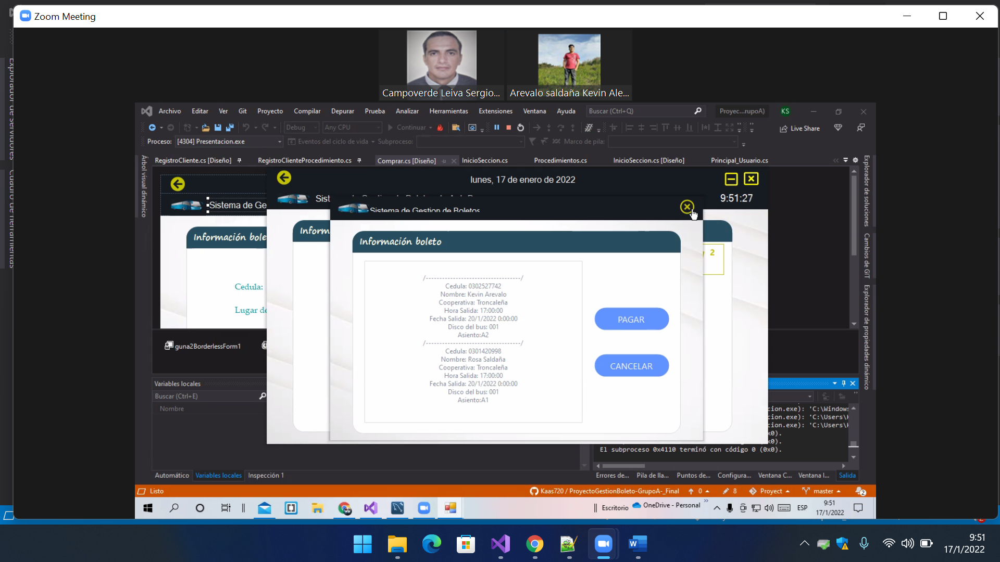 Zoom Meeting
Campoverde Leiva Sergio...
Arevalo saldaña Kevin Ale...
Archivo Editar Ver Git Proyecto Compilar Depurar Prueba Analizar Herramientas Extensiones Ventana Ayuda Buscar (Ctrl+Q) Proyec...rupoA) KS
Debug Any CPU Continuar Live Share
Proceso: [4304] Presentacion.exe Eventos del ciclo de vida Subproceso: Marco de pila:
RegistroCliente.cs [Diseño] RegistroClienteProcedimiento.cs Comprar.cs [Diseño] InicioSeccion.cs Procedimientos.cs InicioSeccion.cs [Diseño] Principal_Usuario.cs
Árbol visual dinámico
Explorador de soluciones
Cambios de GIT
Explorador de propiedades dinámico
Explorador de servidores
Cuadro de herramientas
lunes, 17 de enero de 2022
9:51:27
Sistema de Ge
Sist
Sistema de Gestion de Boletos
Información bole
Inform
Información boleto
2
Cedula:
Lugar de
/-----------------------------------/
Cedula: 0302527742
Nombre: Kevin Arevalo
Cooperativa: Troncaleña
Hora Salida: 17:00:00
Fecha Salida: 20/1/2022 0:00:00
Disco del bus: 001
Asiento:A2
/-----------------------------------/
Cedula: 0301420998
Nombre: Rosa Saldaña
Cooperativa: Troncaleña
Hora Salida: 17:00:00
Fecha Salida: 20/1/2022 0:00:00
Disco del bus: 001
Asiento:A1
PAGAR
CANCELAR
guna2BorderlessForm1
Variables locales
Buscar (Ctrl+E)
Nombre
cion.exe): 'C:\Windows
cion.exe): 'C:\Users\
cion.exe): 'C:\Users\
x0).
x0).
El subproceso 0x4110 terminó con código 0 (0x0).
Automático Variables locales Inspección 1
Errores de... Pila de lla... Puntos de... Configura... Ventana C... Ventana I... Salida
Listo Kaas720 / ProyectoGestionBoleto-GrupoA-_Final 0 8 Proyect master 2
Escritorio OneDrive - Personal ESP 9:51
17/1/2022
9:51
17/1/2022